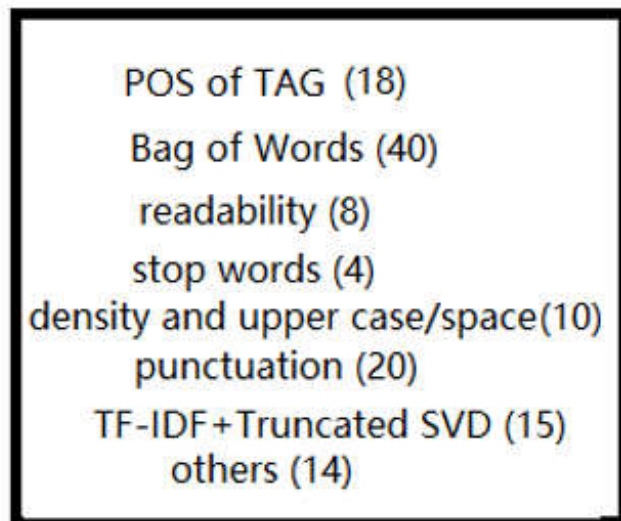 POS of TAG (18)
Bag of Words (40)
readability (8)
stop words (4)
density and upper case/space(10)
punctuation (20)
TF-IDF+Truncated SVD (15)
others (14)